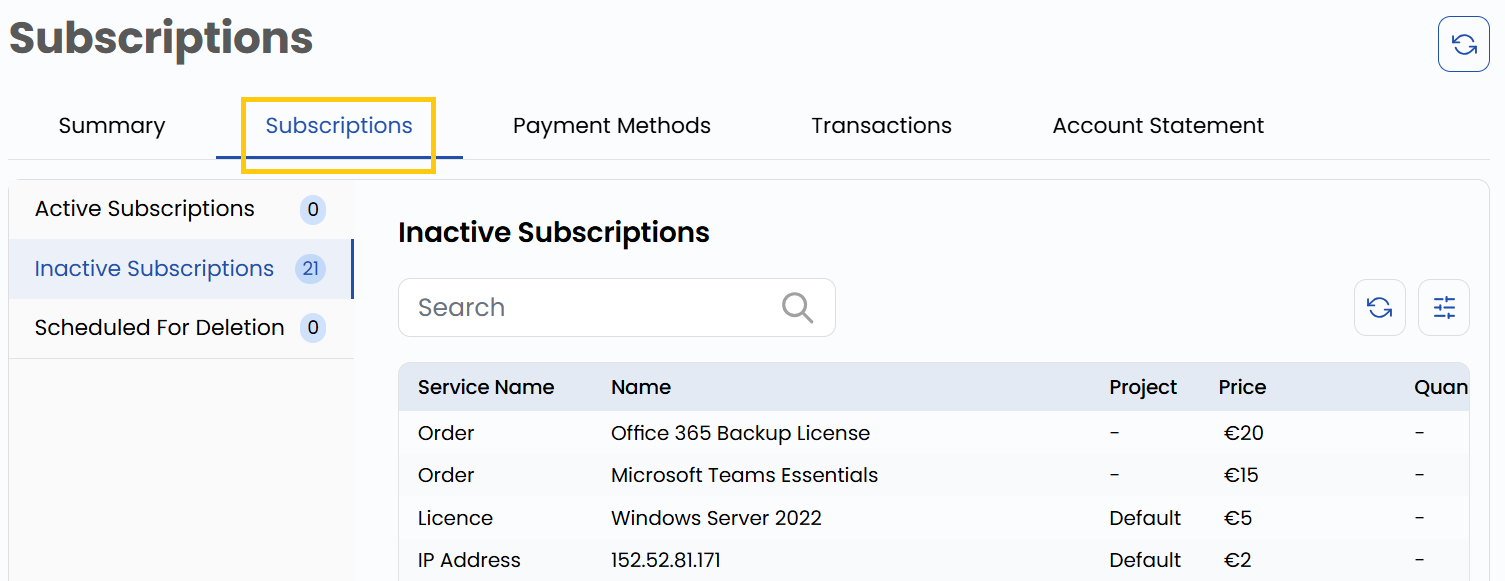 Subscriptions
Summary Subscriptions Payment Methods Transactions Account Statement
Active Subscriptions 0
Inactive Subscriptions 21
Scheduled For Deletion 0
Inactive Subscriptions
Search
Service Name Name Project Price Quan
Order Office 365 Backup License - €20 -
Order Microsoft Teams Essentials - €15 -
Licence Windows Server 2022 Default €5 -
IP Address 152.52.81.171 Default €2 -